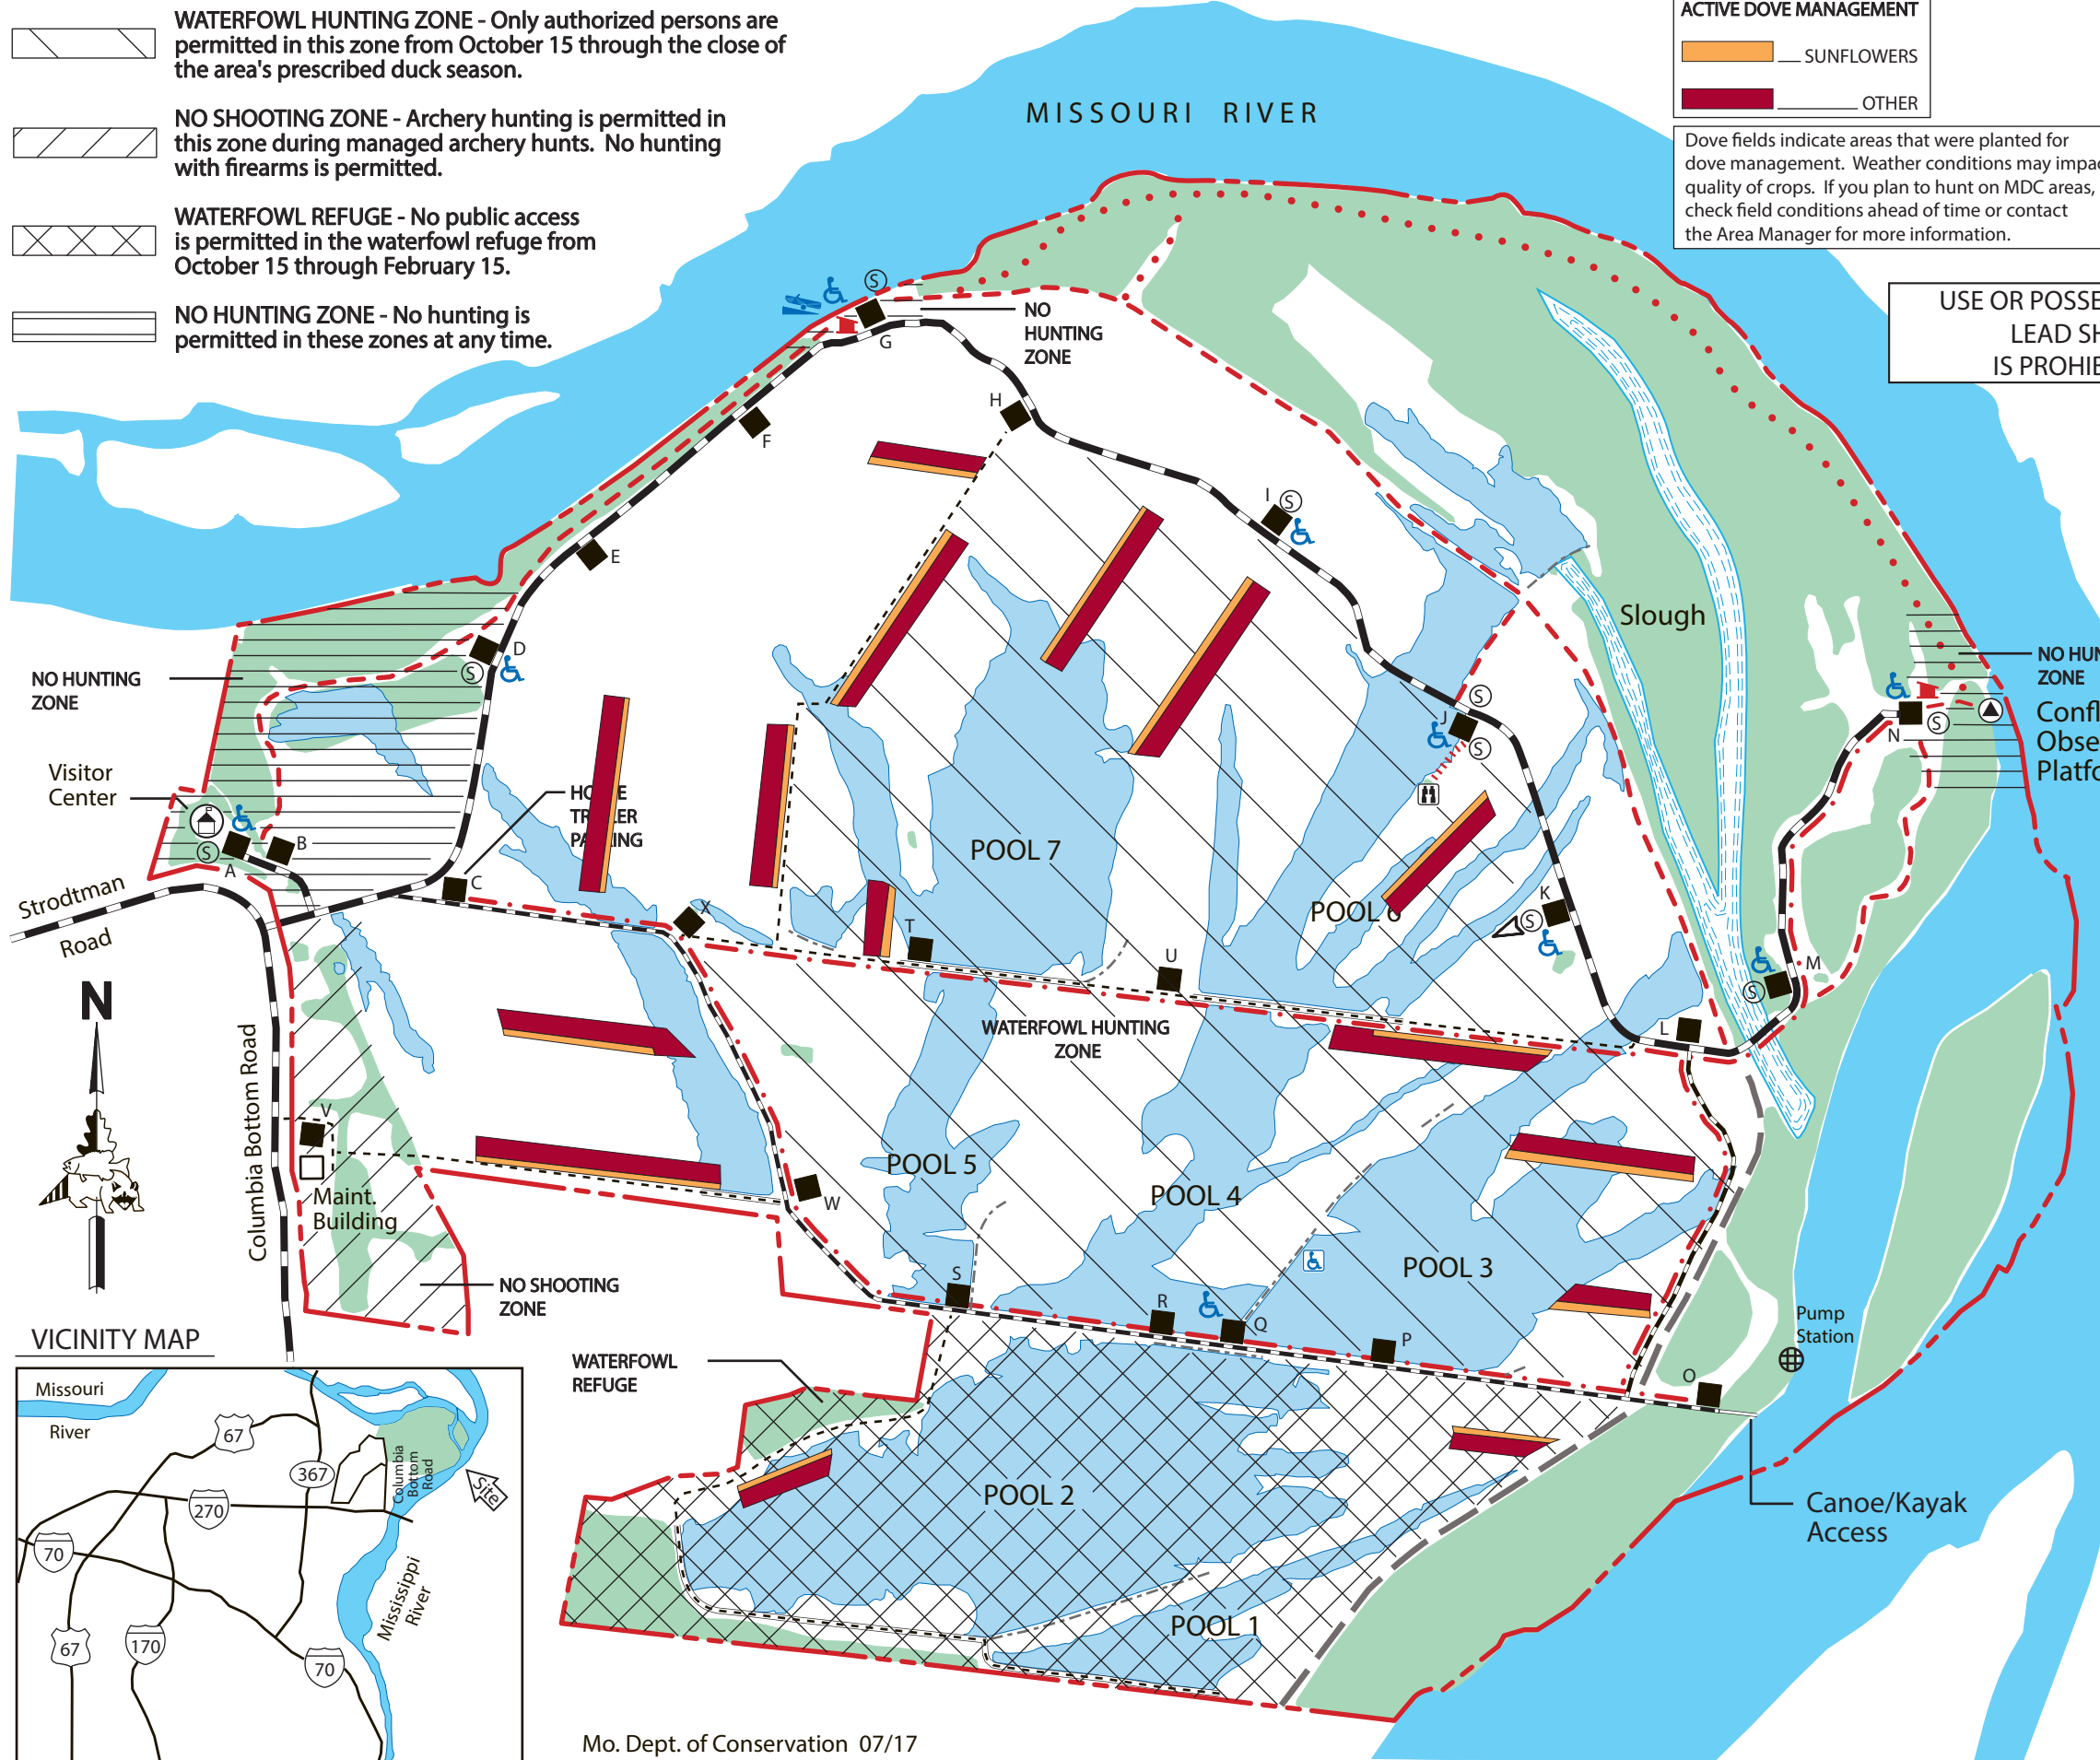 WATERFOWL HUNTING ZONE - Only authorized persons are
permitted in this zone from October 15 through the close of
the area's prescribed duck season.
NO SHOOTING ZONE - Archery hunting is permitted in
this zone during managed archery hunts.  No hunting
with firearms is permitted.
WATERFOWL REFUGE - No public access
is permitted in the waterfowl refuge from
October 15 through February 15.
NO HUNTING ZONE - No hunting is
permitted in these zones at any time.
ACTIVE DOVE MANAGEMENT
SUNFLOWERS
OTHER
Dove fields indicate areas that were planted for
dove management.  Weather conditions may impac
quality of crops.  If you plan to hunt on MDC areas,
check field conditions ahead of time or contact
the Area Manager for more information.
USE OR POSSE
LEAD SH
IS PROHIB
MISSOURI RIVER
S
G
NO
HUNTING
ZONE
H
F
I
S
E
Slough
D
S
NO HUNTING
ZONE
NO HUN
ZONE
S
J
S
N
S
Confl
Obse
Platfo
Visitor
Center
S
A
B
C
X
POOL 7
POOL 6
K
S
T
U
M
S
L
Strodtman
Road
N
Columbia Bottom Road
WATERFOWL HUNTING
ZONE
V
Maint.
Building
W
POOL 5
POOL 4
POOL 3
NO SHOOTING
ZONE
S
R
Q
P
O
Pump
Station
WATERFOWL
REFUGE
POOL 2
POOL 1
Canoe/Kayak
Access
VICINITY MAP
Missouri
River
67
367
Columbia
Bottom
Road
Site
270
70
Mississippi
River
67
170
70
Mo. Dept. of Conservation  07/17